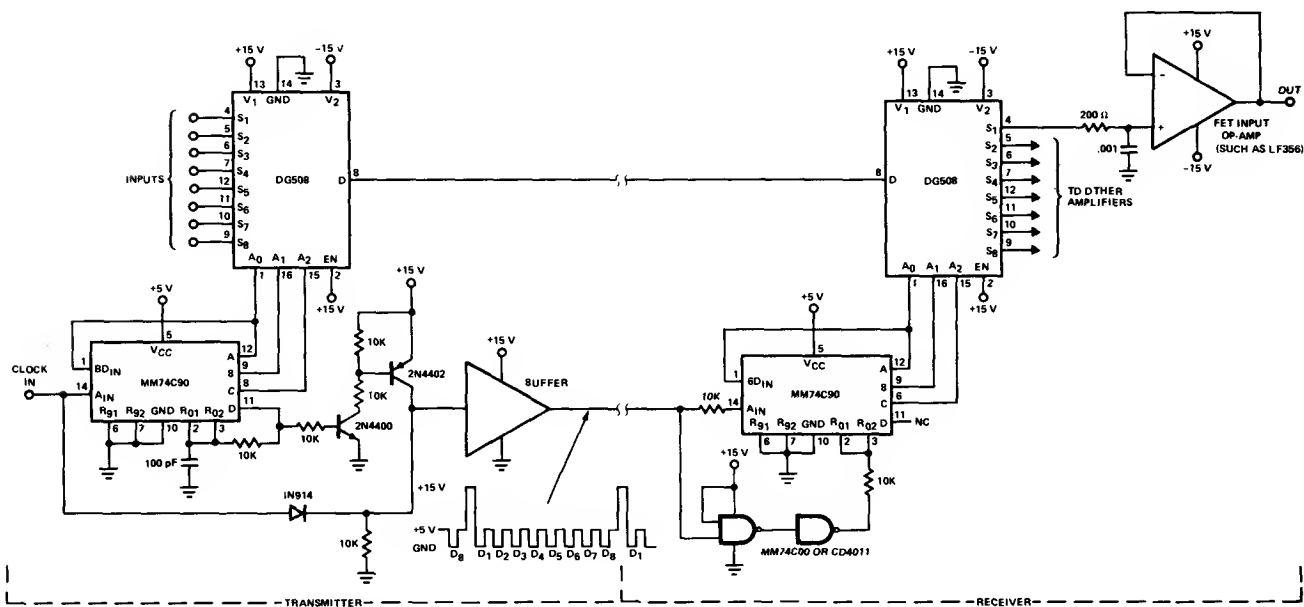 +15 V
-15 V
13
14
3
V1 GND V2
4 S1
5 S2
6 S3
7 S4
12 S5
11 S6
10 S7
9 S8
INPUTS
DG508
D 8
A0 A1 A2 EN
1 16 15 2
+15 V
+5 V
5
VCC
CLOCK IN
1 BDIN
14 AIN
MM74C90
A 12
B 9
C 8
D 11
R91 R92 GND R01 R02
6 7 10 2 3
100 pF
10K
10K
10K
10K
+15 V
2N4402
2N4400
IN914
10K
+15 V
BUFFER
+15 V
+5 V
GND
D8 D1 D2 D3 D4 D5 D6 D7 D8 D1
TRANSMITTER
+15 V
-15 V
13
14
3
V1 GND V2
8 D
DG508
S1 4
S2 5
S3 6
S4 7
S5 12
S6 11
S7 10
S8 9
TD DTHER
AMPLIFIERS
A0 A1 A2 EN
1 16 15 2
+15 V
200 Ω
.001
+15 V
-
+
-15 V
DUT
FET INPUT
OP-AMP
(SUCH AS LF356)
+5 V
5
VCC
1 6DIN
10K
14 AIN
MM74C90
A 12
B 9
C 6
D 11
NC
R91 R92 GND R01 R02
6 7 10 2 3
10K
+15 V
MM74C00 OR CD4011
RECEIVER